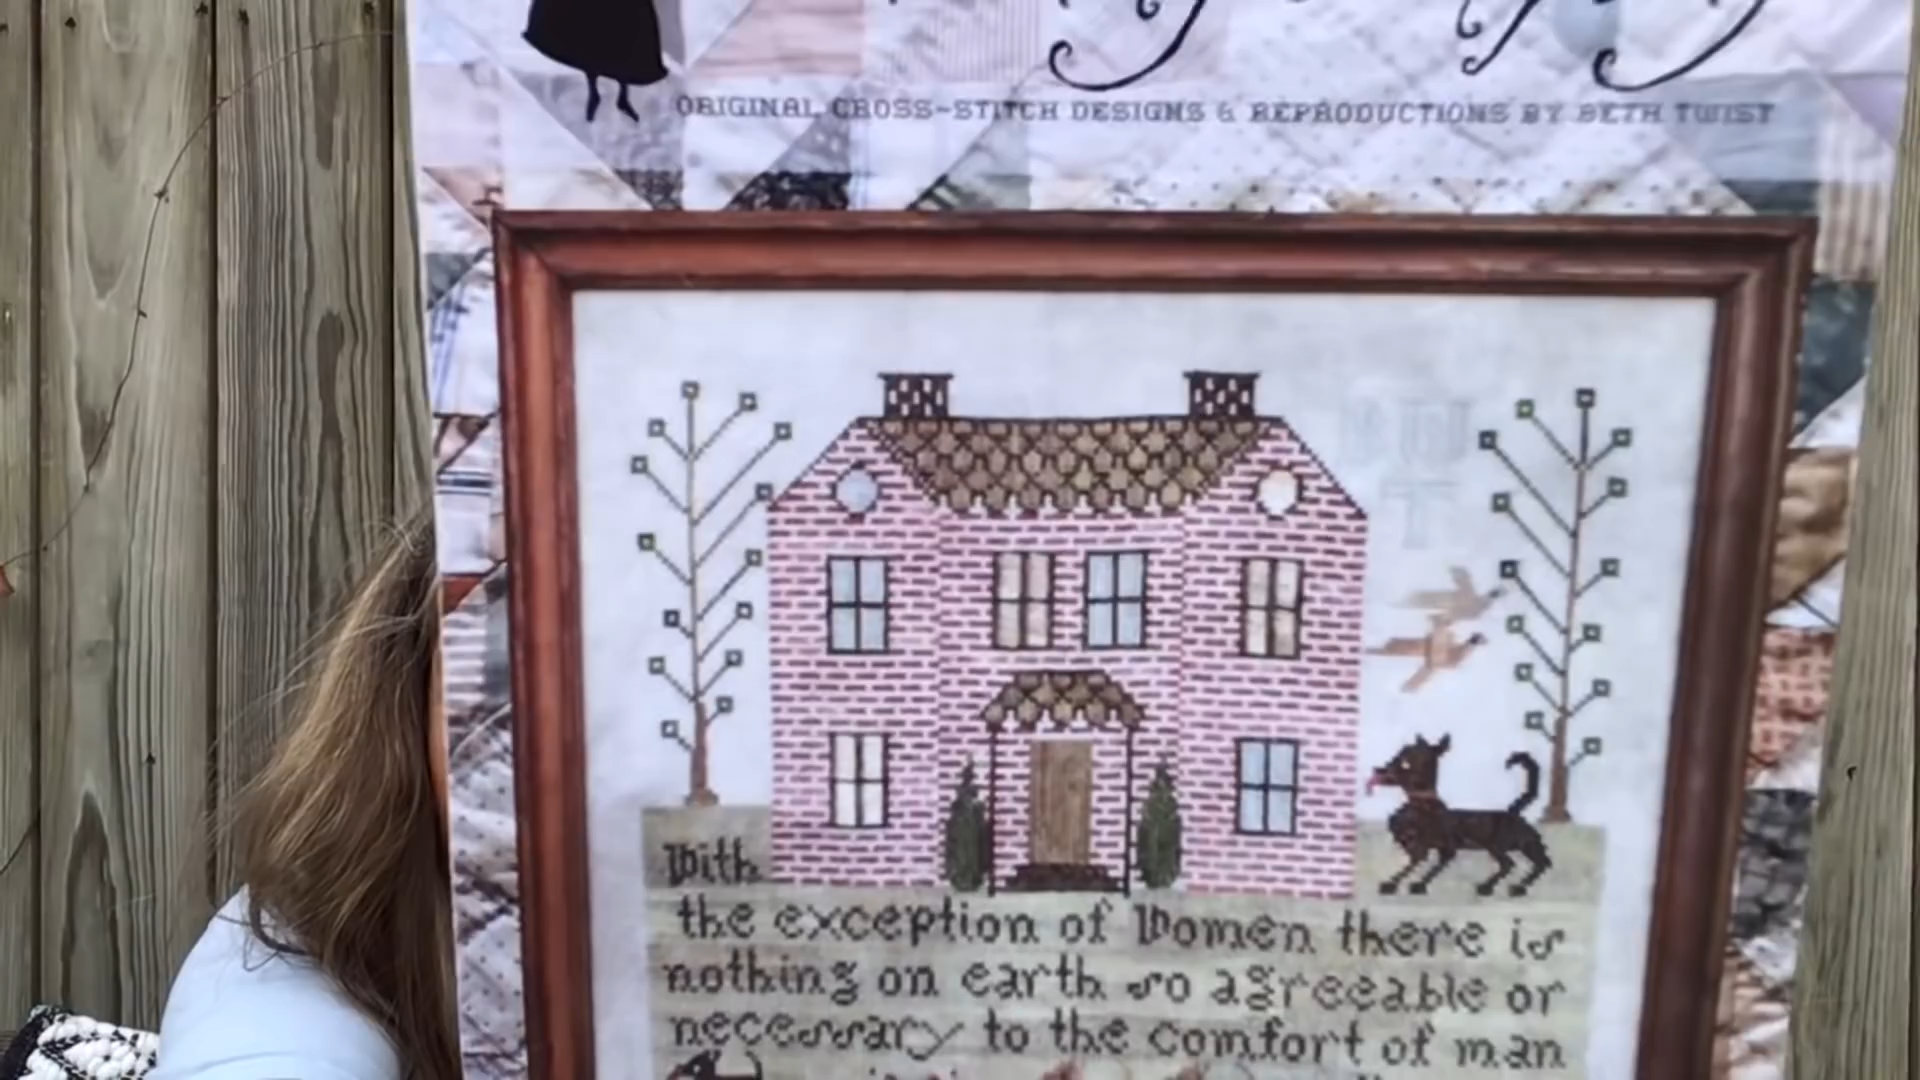 ORIGINAL CROSS-STITCH DESIGNS & REPRODUCTIONS BY BETH TWIST
With
the exception of Women there is
nothing on earth so agreeable or
necessary to the comfort of man